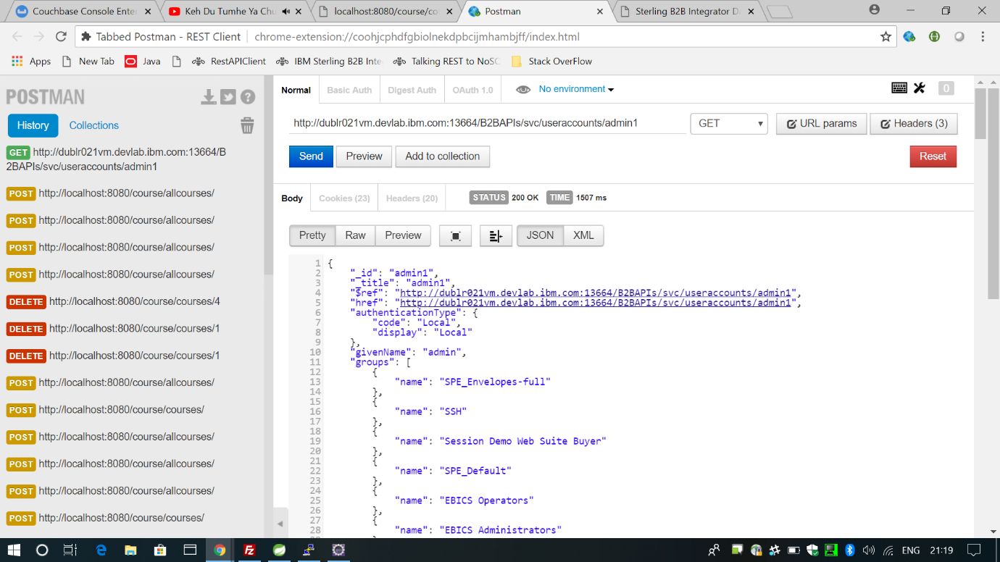 Couchbase Console Ente
Keh Du Tumhe Ya Chu
localhost:8080/course/co
Postman
Sterling B2B Integrator D
Tabbed Postman - REST Client
chrome-extension://coohjcphdfgbiolnekdpbcijmhambjff/index.html
Apps
New Tab
Java
RestAPIClient
IBM Sterling B2B Inte
Talking REST to NoSQ
Stack OverFlow
POSTMAN
History
Collections
GET http://dublr021vm.devlab.ibm.com:13664/B
2BAPIs/svc/useraccounts/admin1
POST http://localhost:8080/course/allcourses/
POST http://localhost:8080/course/allcourses/
POST http://localhost:8080/course/allcourses/
POST http://localhost:8080/course/allcourses/
DELETE http://localhost:8080/course/courses/4
DELETE http://localhost:8080/course/courses/1
DELETE http://localhost:8080/course/courses/1
POST http://localhost:8080/course/allcourses/
POST http://localhost:8080/course/courses/
POST http://localhost:8080/course/allcourses/
POST http://localhost:8080/course/allcourses/
POST http://localhost:8080/course/allcourses/
POST http://localhost:8080/course/courses/
Normal
Basic Auth
Digest Auth
OAuth 1.0
No environment
0
http://dublr021vm.devlab.ibm.com:13664/B2BAPIs/svc/useraccounts/admin1
GET
URL params
Headers (3)
Send
Preview
Add to collection
Reset
Body
Cookies (23)
Headers (20)
STATUS 200 OK TIME 1507 ms
Pretty
Raw
Preview
JSON
XML
1 {
2 "_id": "admin1",
3 "_title": "admin1",
4 "$ref": "http://dublr021vm.devlab.ibm.com:13664/B2BAPIs/svc/useraccounts/admin1",
5 "href": "http://dublr021vm.devlab.ibm.com:13664/B2BAPIs/svc/useraccounts/admin1",
6 "authenticationType": {
7 "code": "Local",
8 "display": "Local"
9 },
10 "givenName": "admin",
11 "groups": [
12 {
13 "name": "SPE_Envelopes-full"
14 },
15 {
16 "name": "SSH"
17 },
18 {
19 "name": "Session Demo Web Suite Buyer"
20 },
21 {
22 "name": "SPE_Default"
23 },
24 {
25 "name": "EBICS Operators"
26 },
27 {
28 "name": "EBICS Administrators"
ENG
21:19